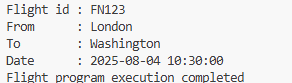 Flight id : FN123
From      : London
To        : Washington
Date      : 2025-08-04 10:30:00
Flight program execution completed